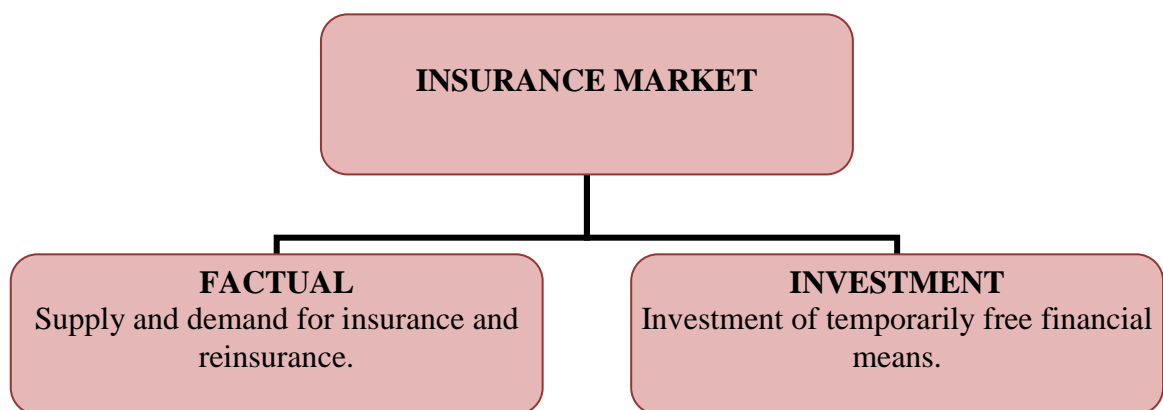 INSURANCE MARKET
FACTUAL
Supply and demand for insurance and
reinsurance.
INVESTMENT
Investment of temporarily free financial
means.